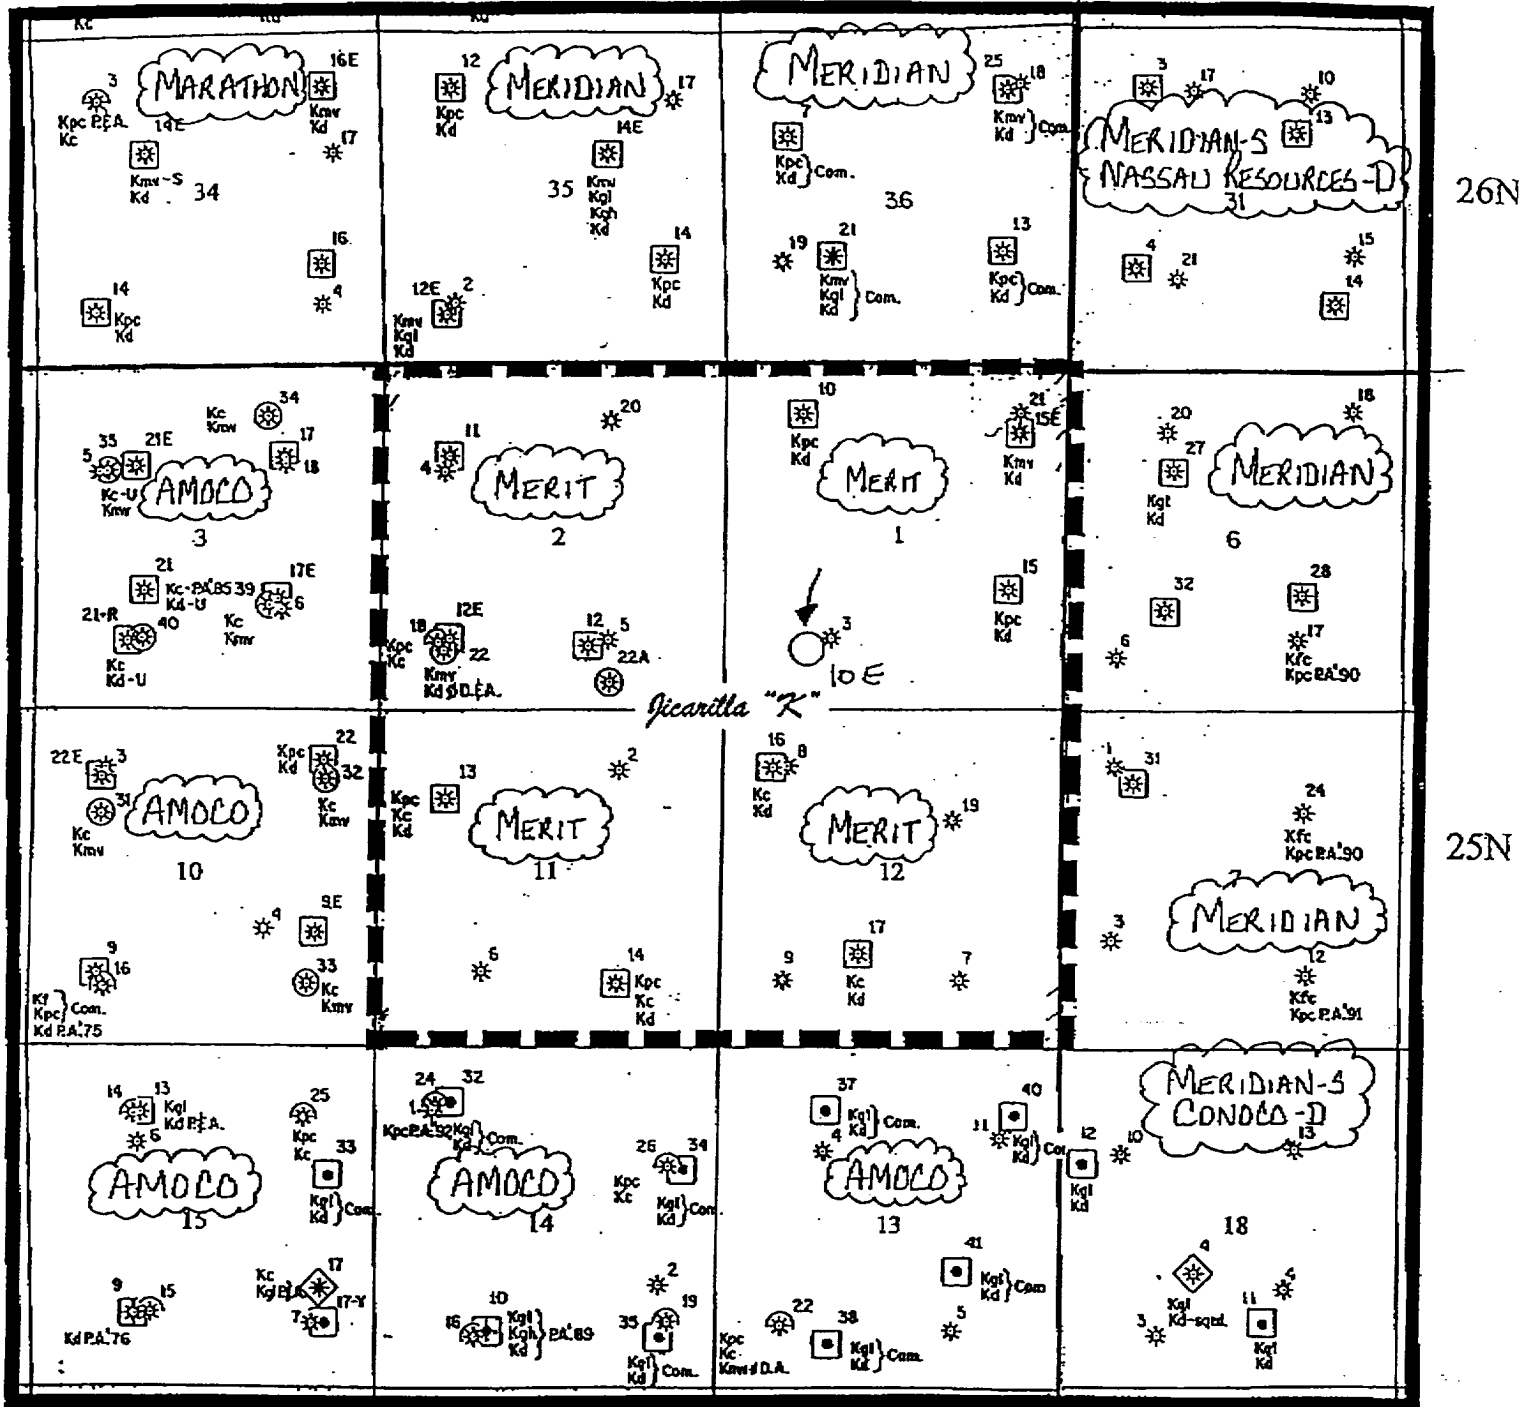 Kc
Kd
Kd
MARATHON
3
Kpc P.&A.
Kc
14E
Kmv-S
Kd
34
16E
Kmv
Kd
17
16
4
14
Kpc
Kd
12
Kpc
Kd
MERIDIAN
17
14E
35
Kmv
Kgl
Kgh
Kd
14
Kpc
Kd
12E
2
Kmv
Kgl
Kd
MERIDIAN
7
Kpc
Kd } Com.
25
18
Kmv
Kd } Com.
36
19
21
Kmv
Kgl
Kd } Com.
13
Kpc
Kd } Com.
3
17
10
13
MERIDIAN-S
NASSAU RESOURCES-D
31
4
21
15
14
26N
Kc
Kmv
34
35
21E
5
17
18
Kc-U
Kmv
AMOCO
3
21
Kc-P.A.'85
Kd-U
39
17E
6
Kc
Kmv
21-R
40
Kc
Kd-U
11
4
20
MERIT
2
12E
18
Kpc
Kc
22
Kmv
Kd D.&A.
12
5
22A
10
Kpc
Kd
MERIT
21
15E
Kmv
Kd
1
15
Kpc
Kd
3
10E
20
18
27
Kgl
Kd
MERIDIAN
6
32
28
6
17
Kfc
Kpc P.A.'90
Jicarilla "K"
22E
3
31
Kc
Kmv
AMOCO
10
22
Kpc
Kd
32
Kc
Kmv
4
9E
9
16
Kf
Kpc } Com.
Kd P.A.'75
33
Kc
Kmv
13
Kpc
Kc
Kd
2
MERIT
11
6
14
Kpc
Kc
Kd
16
8
Kc
Kd
MERIT
19
12
9
17
Kc
Kd
7
1
31
24
Kfc
Kpc P.A.'90
7
MERIDIAN
3
12
Kfc
Kpc P.A.'91
25N
14
13
Kgl
Kd P.&A.
6
25
Kpc
Kc
33
Kgl
Kd } Com.
AMOCO
15
9
15
Kd P.A.'76
Kc
17
7
17-Y
24
32
1
Kpc P.A.'92
Kgl
Kd } Com.
AMOCO
14
26
34
Kpc
Kc
Kgl
Kd } Com.
2
16
10
Kgl
Kgh
Kd } P.A.'89
35
19
Kgl
Kd } Com.
37
Kgl
Kd } Com.
4
40
11
Kgl
Kd
AMOCO
13
41
Kgl
Kd } Com.
22
Kpc
Kc
38
Kgl
Kd } Com.
5
MERIDIAN-S
CONOCO-D
12
10
13
Kgl
Kd
18
4
Kgl
Kd-sqzd.
3
11
Kgl
Kd